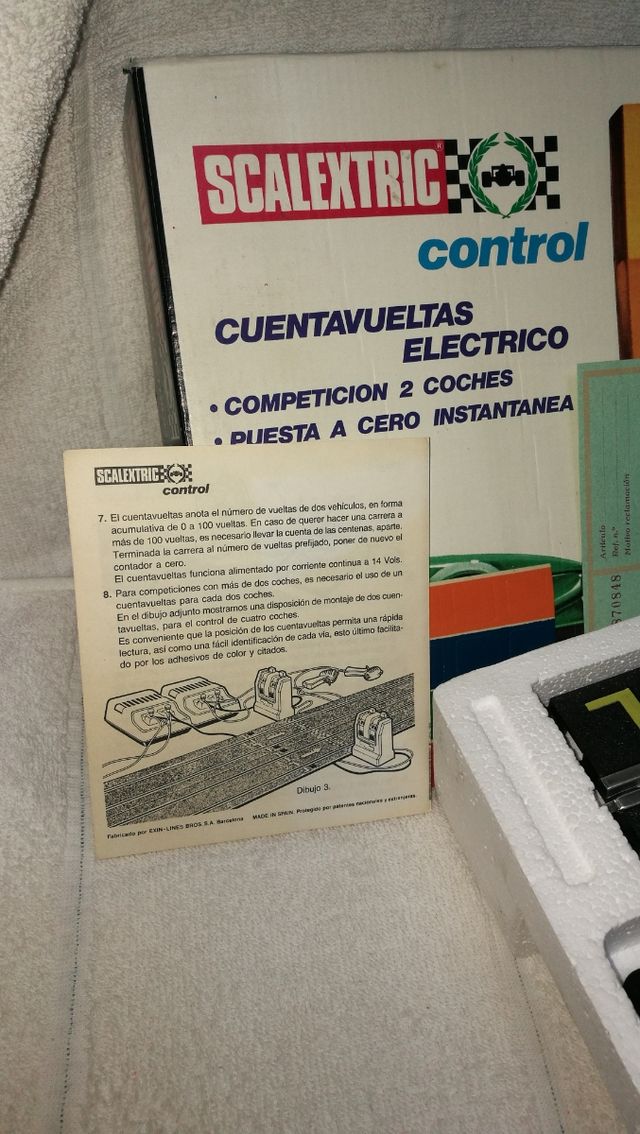 SCALEXTRIC®
control
CUENTAVUELTAS
ELECTRICO
• COMPETICION 2 COCHES
• PUESTA A CERO INSTANTANEA
SCALEXTRIC
control
7. El cuentavueltas anota el número de vueltas de dos vehículos, en forma
acumulativa de 0 a 100 vueltas. En caso de querer hacer una carrera a
más de 100 vueltas, es necesario llevar la cuenta de las centenas, aparte.
Terminada la carrera al número de vueltas prefijado, poner de nuevo el
contador a cero.
El cuentavueltas funciona alimentado por corriente continua a 14 Vols.
8. Para competiciones con más de dos coches, es necesario el uso de un
cuentavueltas para cada dos coches.
En el dibujo adjunto mostramos una disposición de montaje de dos cuen-
tavueltas, para el control de cuatro coches.
Es conveniente que la posición de los cuentavueltas permita una rápida
lectura, así como una fácil identificación de cada vía, esto último facilita-
do por los adhesivos de color y citados.
Dibujo 3.
Fabricado por EXIN-LINES BROS. S.A. Barcelona MADE IN SPAIN. Protegido por patentes nacionales y extranjeras.
Artículo
Ref. n.º
Motivo reclamación
870848